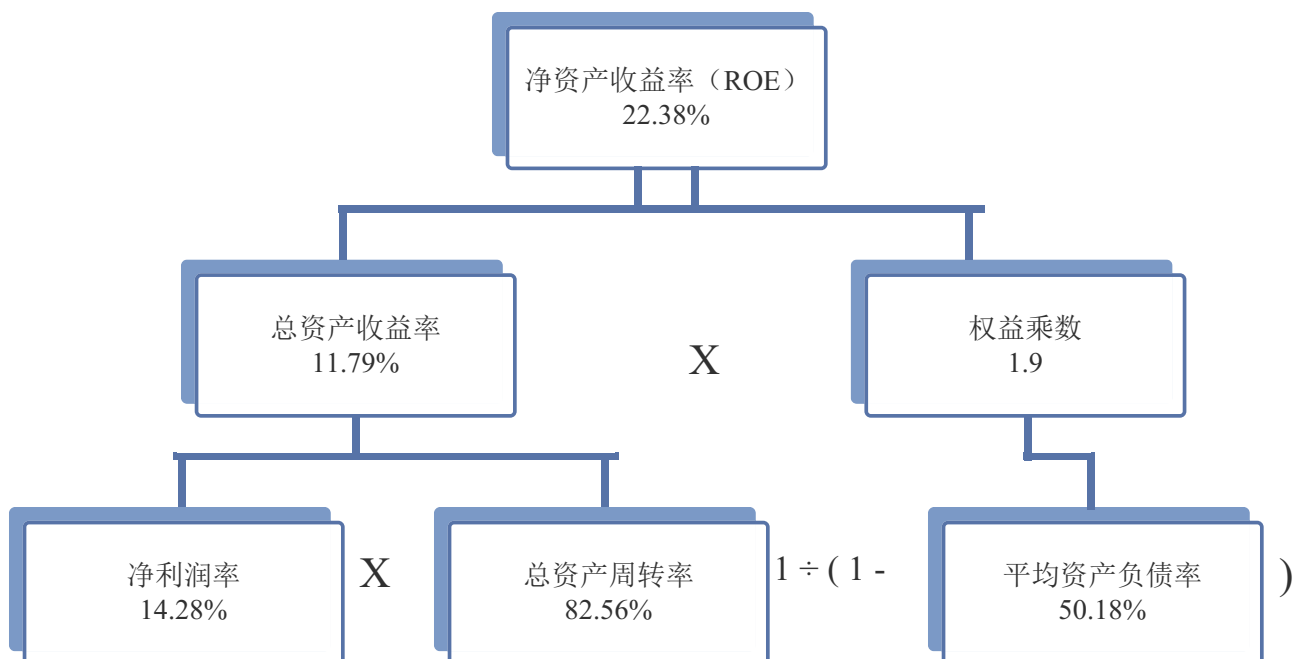 净资产收益率（ROE）
22.38%
总资产收益率
11.79%
X
权益乘数
1.9
净利润率
14.28%
X
总资产周转率
82.56%
1 ÷ ( 1 -
平均资产负债率
50.18%
)